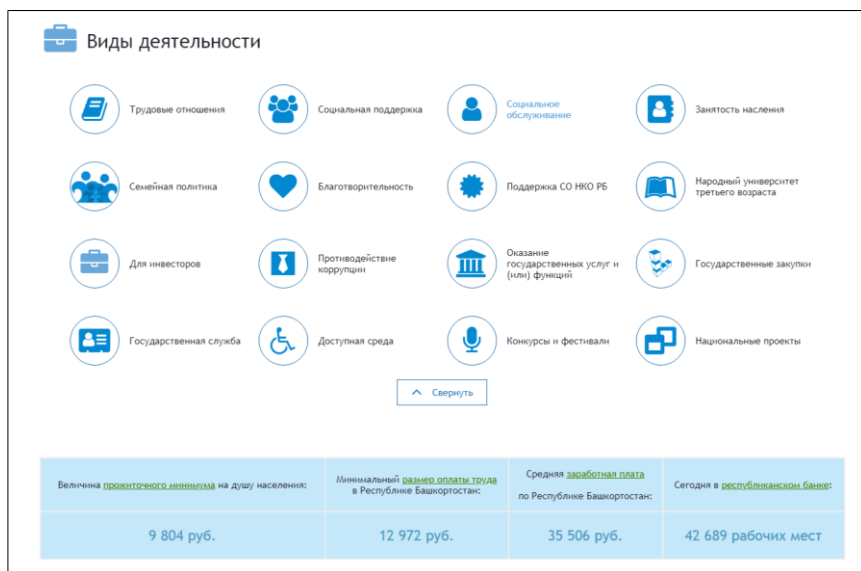 Виды деятельности
Трудовые отношения
Социальная поддержка
Социальное
обслуживание
Занятость насления
Семейная политика
Благотворительность
Поддержка СО НКО РБ
Народный университет
третьего возраста
Для инвесторов
Противодействие
коррупции
Оказание
государственных услуг и
(или) функций
Государственные закупки
Государственная служба
Доступная среда
Конкурсы и фестивали
Национальные проекты
Свернуть
Величина прожиточного минимума на душу населения:
Минимальный размер оплаты труда
в Республике Башкортостан:
Средняя заработная плата
по Республике Башкортостан:
Сегодня в республиканском банке:
9 804 руб.
12 972 руб.
35 506 руб.
42 689 рабочих мест